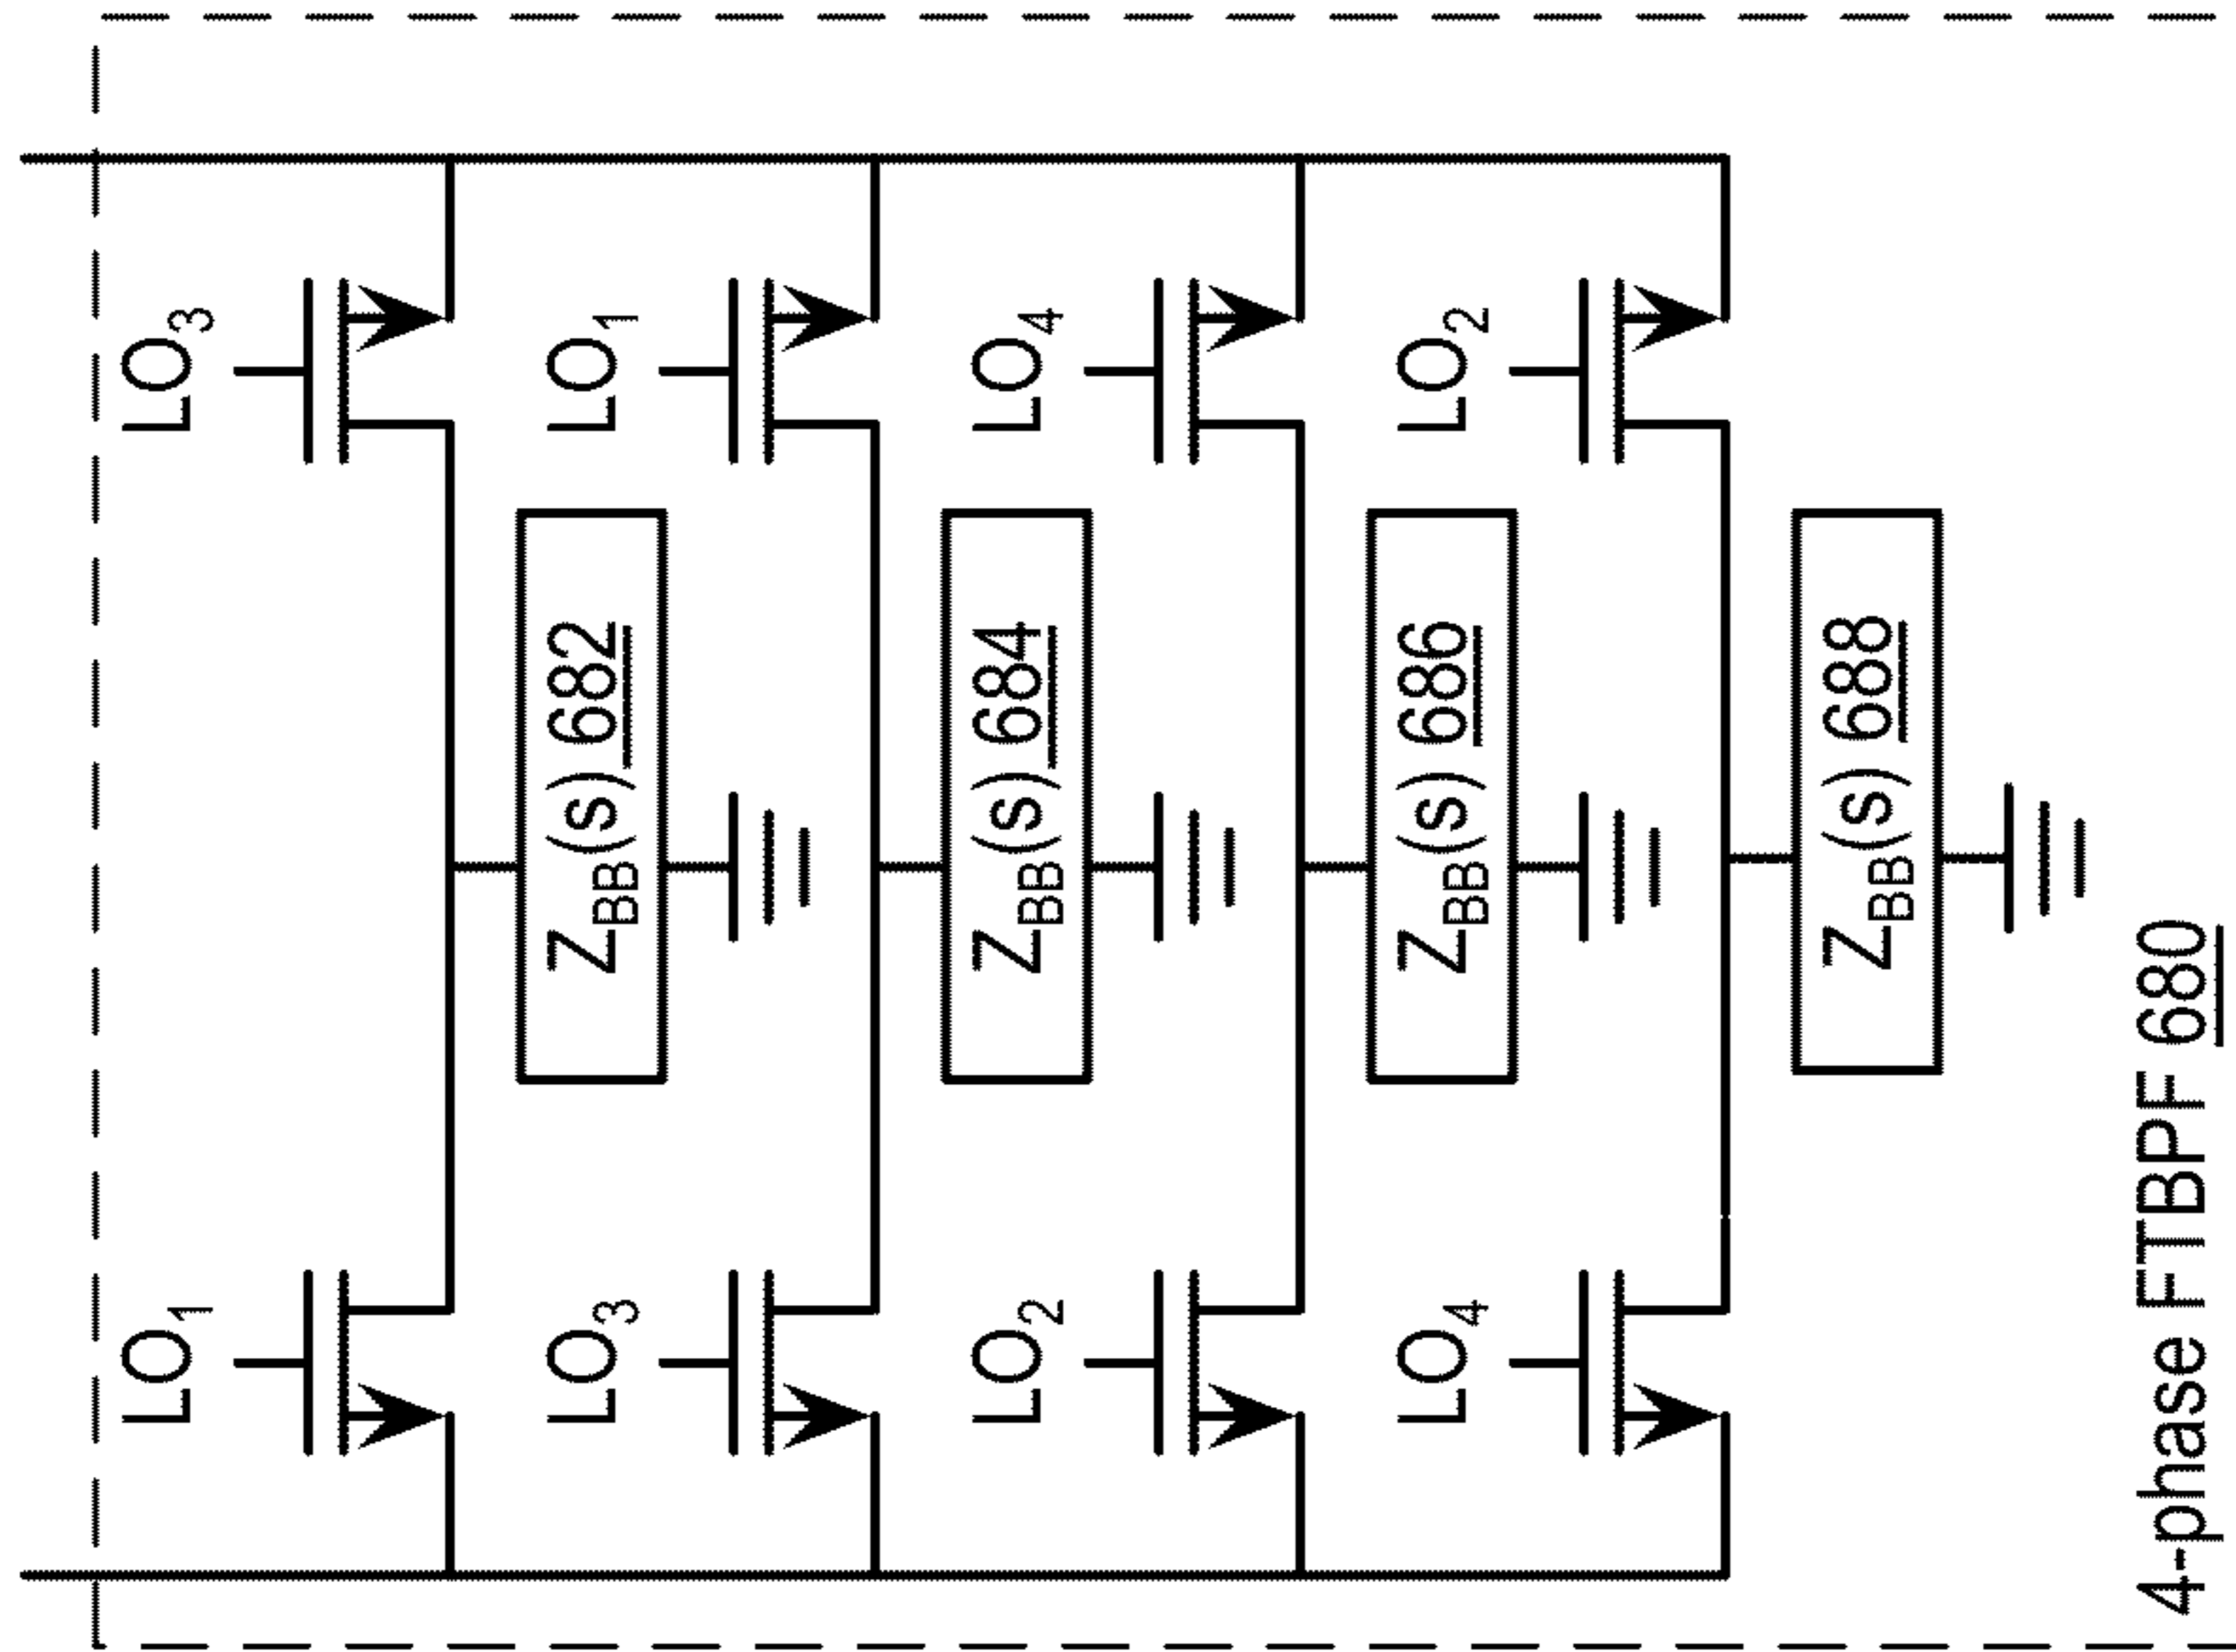 LO1
LO3
ZBB(s) 682
LO3
LO1
ZBB(s) 684
LO2
LO4
ZBB(s) 686
LO4
LO2
ZBB(s) 688
4-phase FTBPF 680